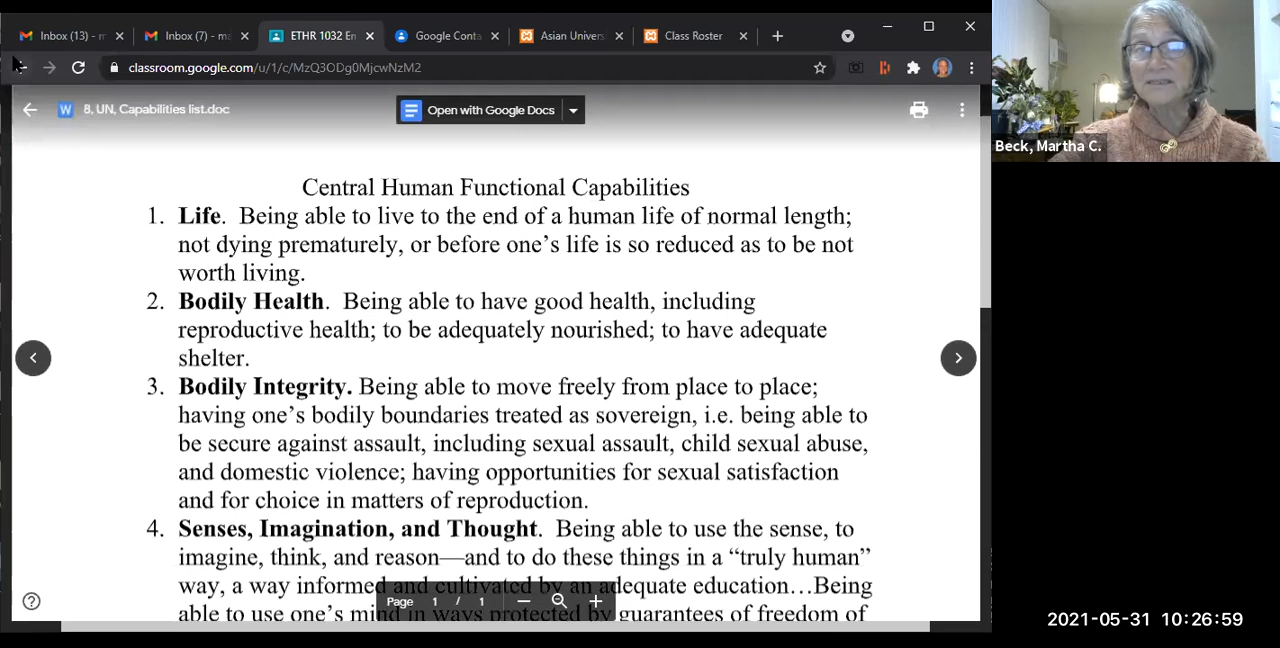 Inbox (13) - m
Inbox (7) - ma
ETHR 1032 En
Google Conta
Asian Univers
Class Roster
classroom.google.com/u/1/c/MzQ3ODg0MjcwNzM2
8, UN, Capabilities list.doc
Open with Google Docs
Beck, Martha C.
Central Human Functional Capabilities
1. Life. Being able to live to the end of a human life of normal length;
not dying prematurely, or before one’s life is so reduced as to be not
worth living.
2. Bodily Health. Being able to have good health, including
reproductive health; to be adequately nourished; to have adequate
shelter.
3. Bodily Integrity. Being able to move freely from place to place;
having one’s bodily boundaries treated as sovereign, i.e. being able to
be secure against assault, including sexual assault, child sexual abuse,
and domestic violence; having opportunities for sexual satisfaction
and for choice in matters of reproduction.
4. Senses, Imagination, and Thought. Being able to use the sense, to
imagine, think, and reason—and to do these things in a “truly human”
way, a way informed and cultivated by an adequate education…Being
able to use one’s mind in ways protected by guarantees of freedom of
Page 1 / 1
2021-05-31 10:26:59